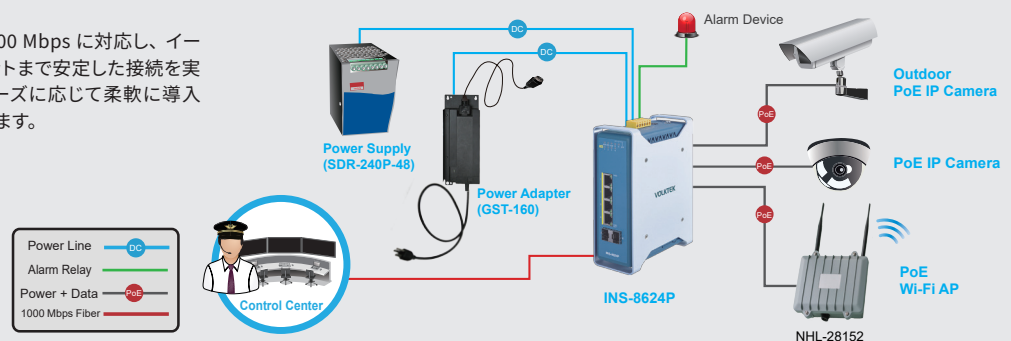 00 Mbps に対応し、イー
トまで安定した接続を実
ーズに応じて柔軟に導入
ます。
DC
DC
Alarm Device
Outdoor
PoE IP Camera
PoE
Power Supply
(SDR-240P-48)
PoE
PoE IP Camera
VOLKTEK
Power Adapter
(GST-160)
PoE
Power Line
DC
Alarm Relay
Power + Data
PoE
1000 Mbps Fiber
Control Center
INS-8624P
PoE
Wi-Fi AP
NHL-28152